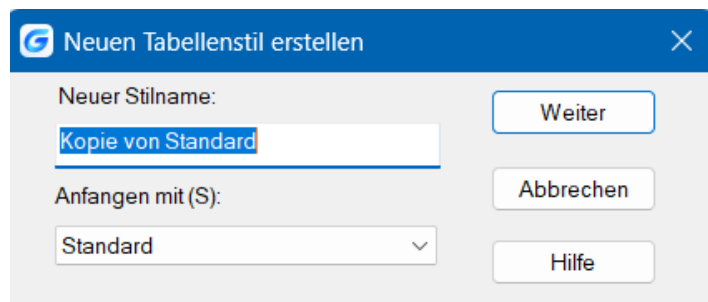 Neuen Tabellenstil erstellen
Neuer Stilname:
Weiter
Kopie von Standard
Anfangen mit (S):
Abbrechen
Standard
Hilfe